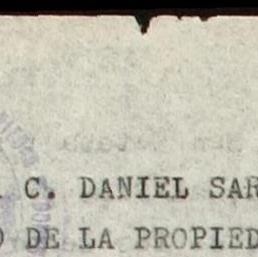 . C. DANIEL SAR
O DE LA PROPIED